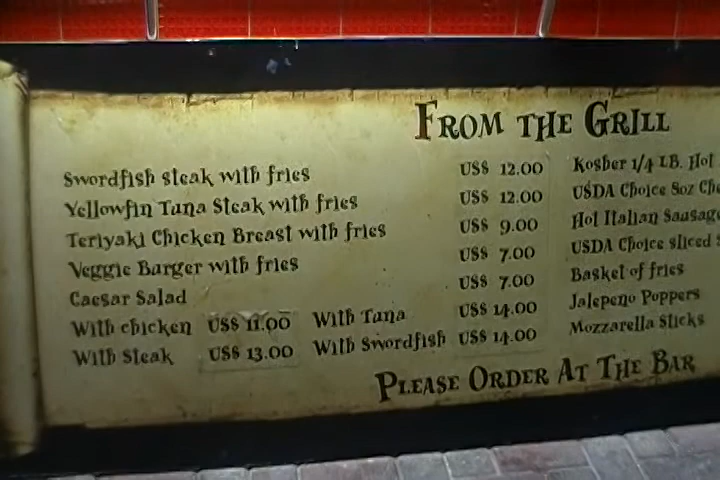 From the Grill
Swordfish steak with fries US$ 12.00
Yellowfin Tuna Steak with fries US$ 12.00
Teriyaki Chicken Breast with fries US$ 9.00
Veggie Burger with fries US$ 7.00
Caesar Salad US$ 7.00
With chicken US$ 11.00 With Tuna US$ 14.00
With Steak US$ 13.00 With Swordfish US$ 14.00
Kosher 1/4 LB. Hot
USDA Choice 8oz
Hot Italian
USDA Choice sliced
Basket of fries
Jalepeno Poppers
Mozzarella Sticks
Please Order At The Bar